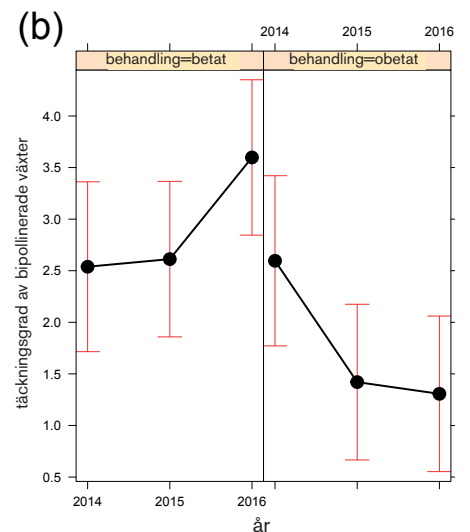 (b)
2014 2015 2016
behandling=betat behandling=obetat
täckningsgrad av bipollinerade växter
4.0
3.5
3.0
2.5
2.0
1.5
1.0
0.5
2014 2015 2016
år